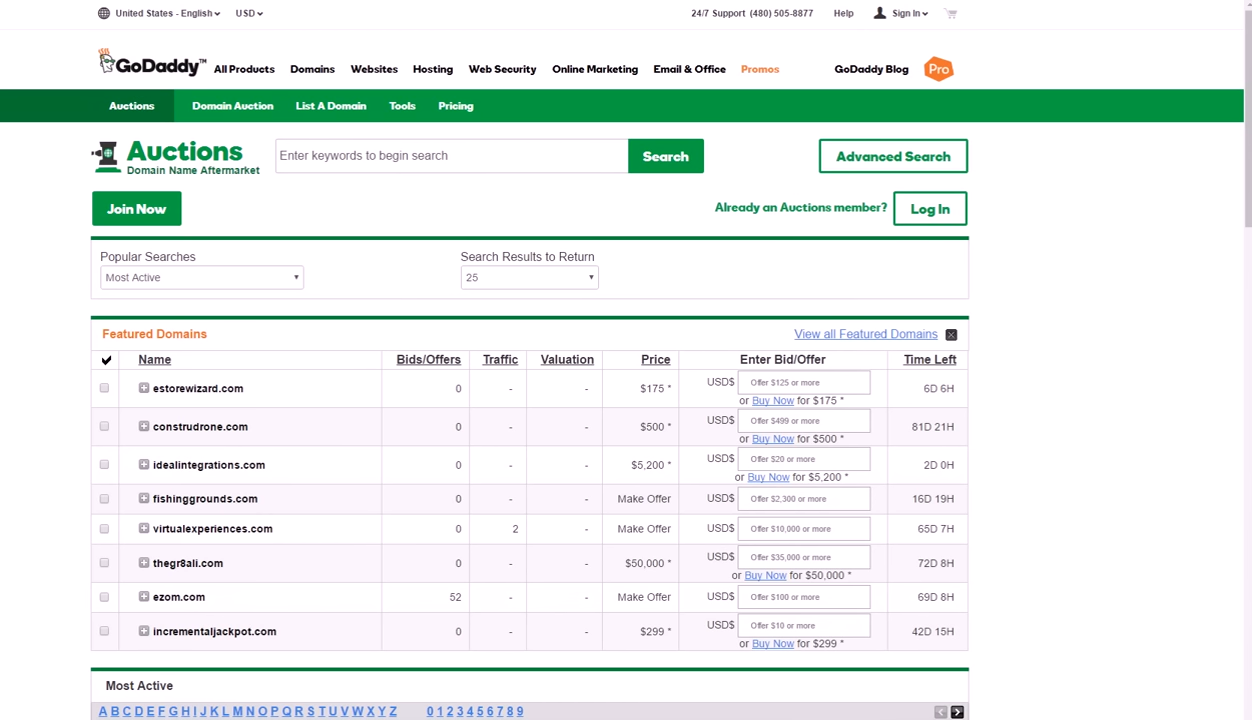 United States - English USD 24/7 Support (480) 505-8877 Help Sign In
GoDaddy™ All Products Domains Websites Hosting Web Security Online Marketing Email & Office Promos GoDaddy Blog Pro
Auctions Domain Auction List A Domain Tools Pricing
Auctions
Domain Name Aftermarket
Enter keywords to begin search Search Advanced Search
Join Now Already an Auctions member? Log In
Popular Searches Search Results to Return
Most Active 25
Featured Domains View all Featured Domains
Name Bids/Offers Traffic Valuation Price Enter Bid/Offer Time Left
estorewizard.com 0 - - $175 * USD$ Offer $125 or more 6D 6H
or Buy Now for $175 *
construdrone.com 0 - - $500 * USD$ Offer $499 or more 81D 21H
or Buy Now for $500 *
idealintegrations.com 0 - - $5,200 * USD$ Offer $20 or more 2D 0H
or Buy Now for $5,200 *
fishinggrounds.com 0 - - Make Offer USD$ Offer $2,300 or more 16D 19H
virtualexperiences.com 0 2 - Make Offer USD$ Offer $10,000 or more 65D 7H
thegr8ali.com 0 - - $50,000 * USD$ Offer $35,000 or more 72D 8H
or Buy Now for $50,000 *
ezom.com 52 - - Make Offer USD$ Offer $100 or more 69D 8H
incrementaljackpot.com 0 - - $299 * USD$ Offer $10 or more 42D 15H
or Buy Now for $299 *
Most Active
A B C D E F G H I J K L M N O P Q R S T U V W X Y Z 0 1 2 3 4 5 6 7 8 9